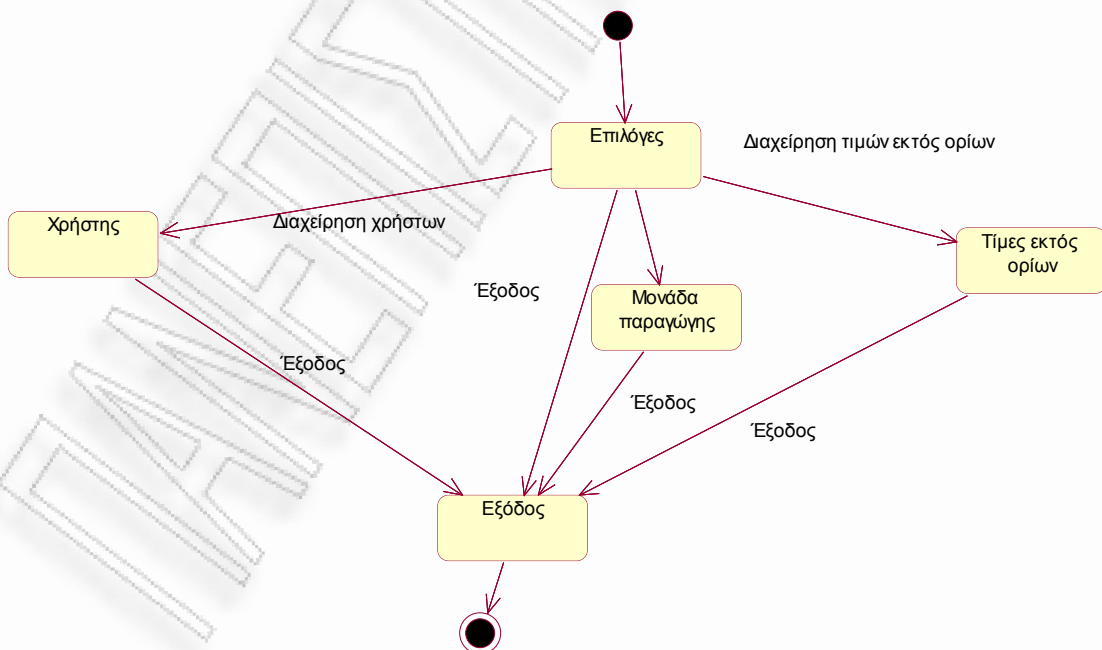 Επιλόγες
Διαχείρηση τιμών εκτός ορίων
Χρήστης
Διαχείρηση χρήστων
Τίμες εκτός
ορίων
Έξοδος
Μονάδα
παραγώγης
Έξοδος
Έξοδος
Έξοδος
Εξόδος